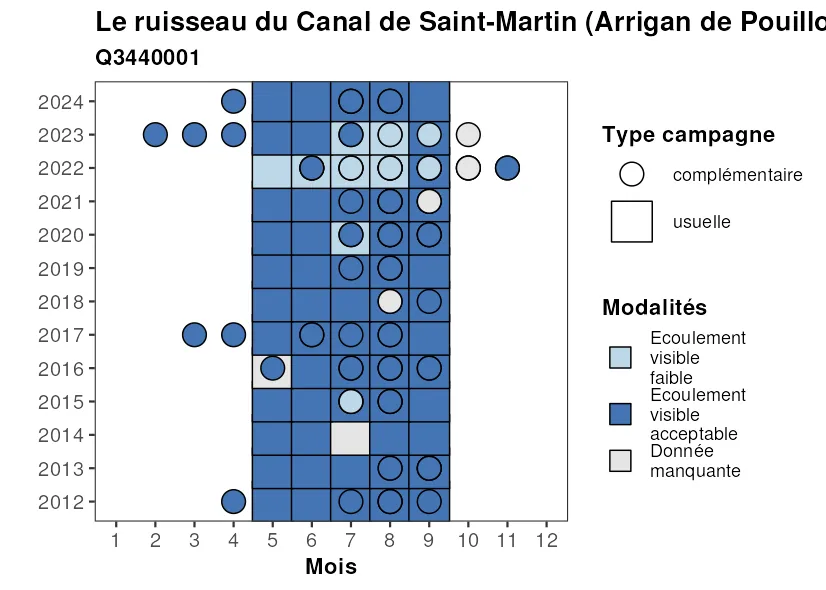 Le ruisseau du Canal de Saint-Martin (Arrigan de Pouillo
Q3440001
2024
2023
2022
2021
2020
2019
2018
2017
2016
2015
2014
2013
2012
1 2 3 4 5 6 7 8 9 10 11 12
Mois
Type campagne
complémentaire
usuelle
Modalités
Ecoulement
visible
faible
Ecoulement
visible
acceptable
Donnée
manquante